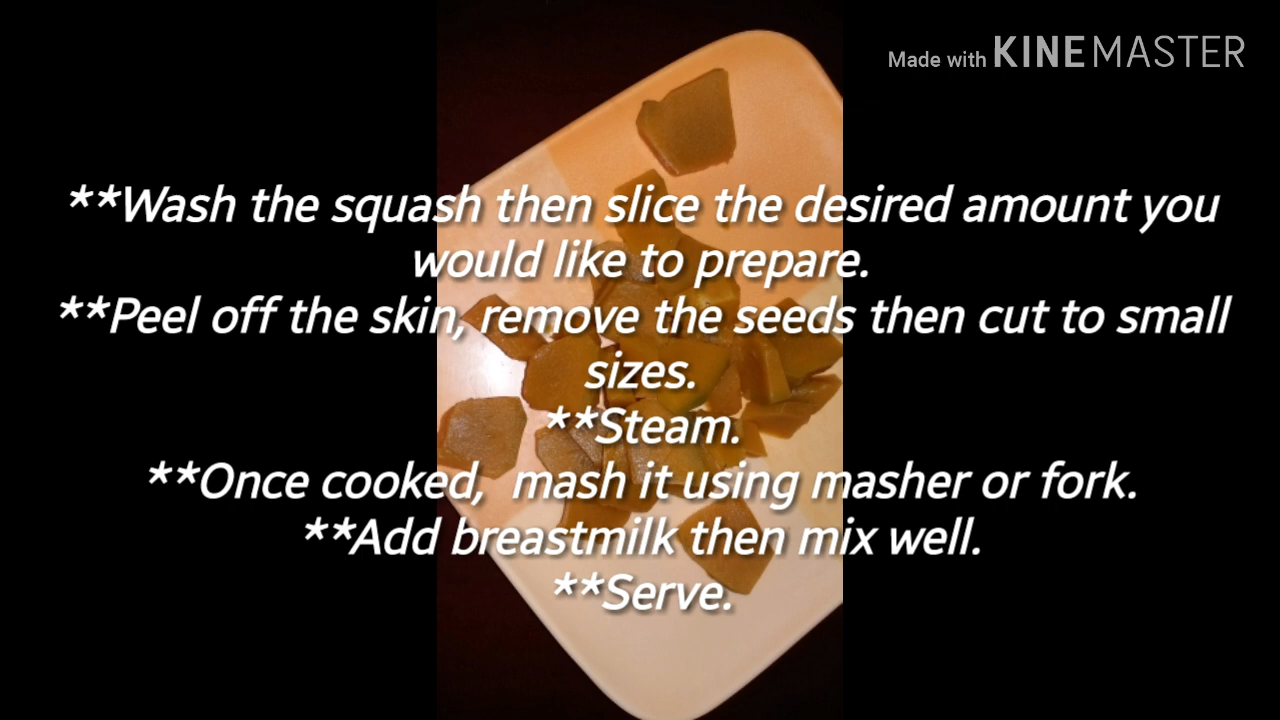 Made with KINEMASTER
**Wash the squash then slice the desired amount you
would like to prepare.
**Peel off the skin, remove the seeds then cut to small
sizes.
**Steam.
**Once cooked,  mash it using masher or fork.
**Add breastmilk then mix well.
**Serve.